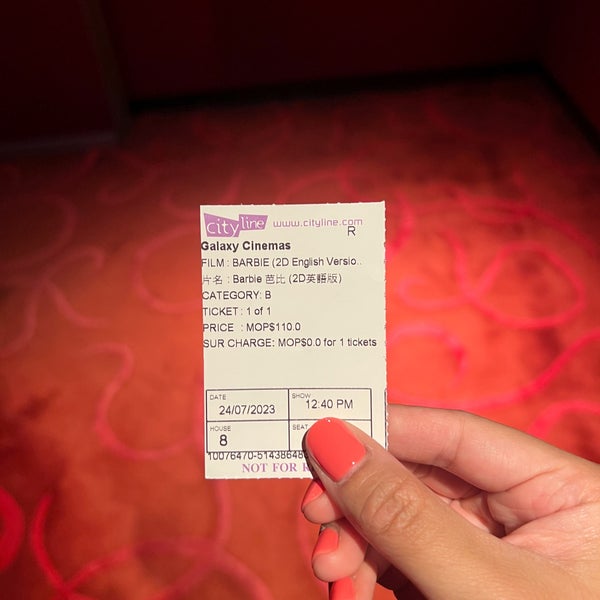 city line www.cityline.com
R
Galaxy Cinemas
FILM : BARBIE (2D English Versio..
片名 : Barbie 芭比 (2D英語版)
CATEGORY: B
TICKET : 1 of 1
PRICE : MOP$110.0
SUR CHARGE: MOP$0.0 for 1 tickets
DATE SHOW
24/07/2023 12:40 PM
HOUSE SEAT
8
NOT FOR